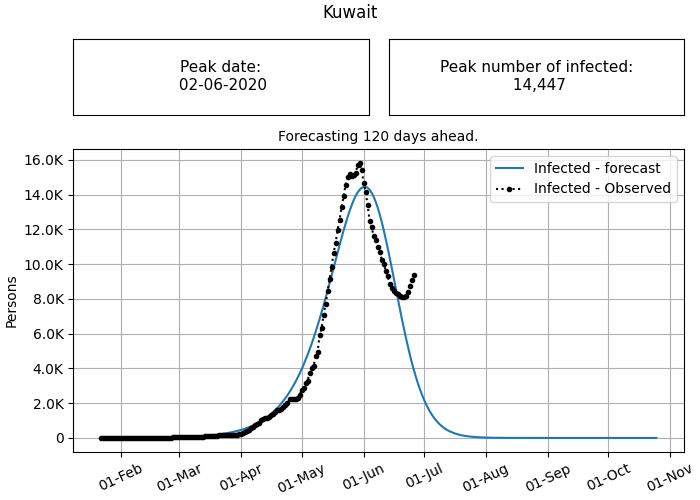 Kuwait
Peak date:
02-06-2020
Peak number of infected:
14,447
Forecasting 120 days ahead.
Infected - forecast
Infected - Observed
Persons
16.0K
14.0K
12.0K
10.0K
8.0K
6.0K
4.0K
2.0K
0
01-Feb
01-Mar
01-Apr
01-May
01-Jun
01-Jul
01-Aug
01-Sep
01-Oct
01-Nov